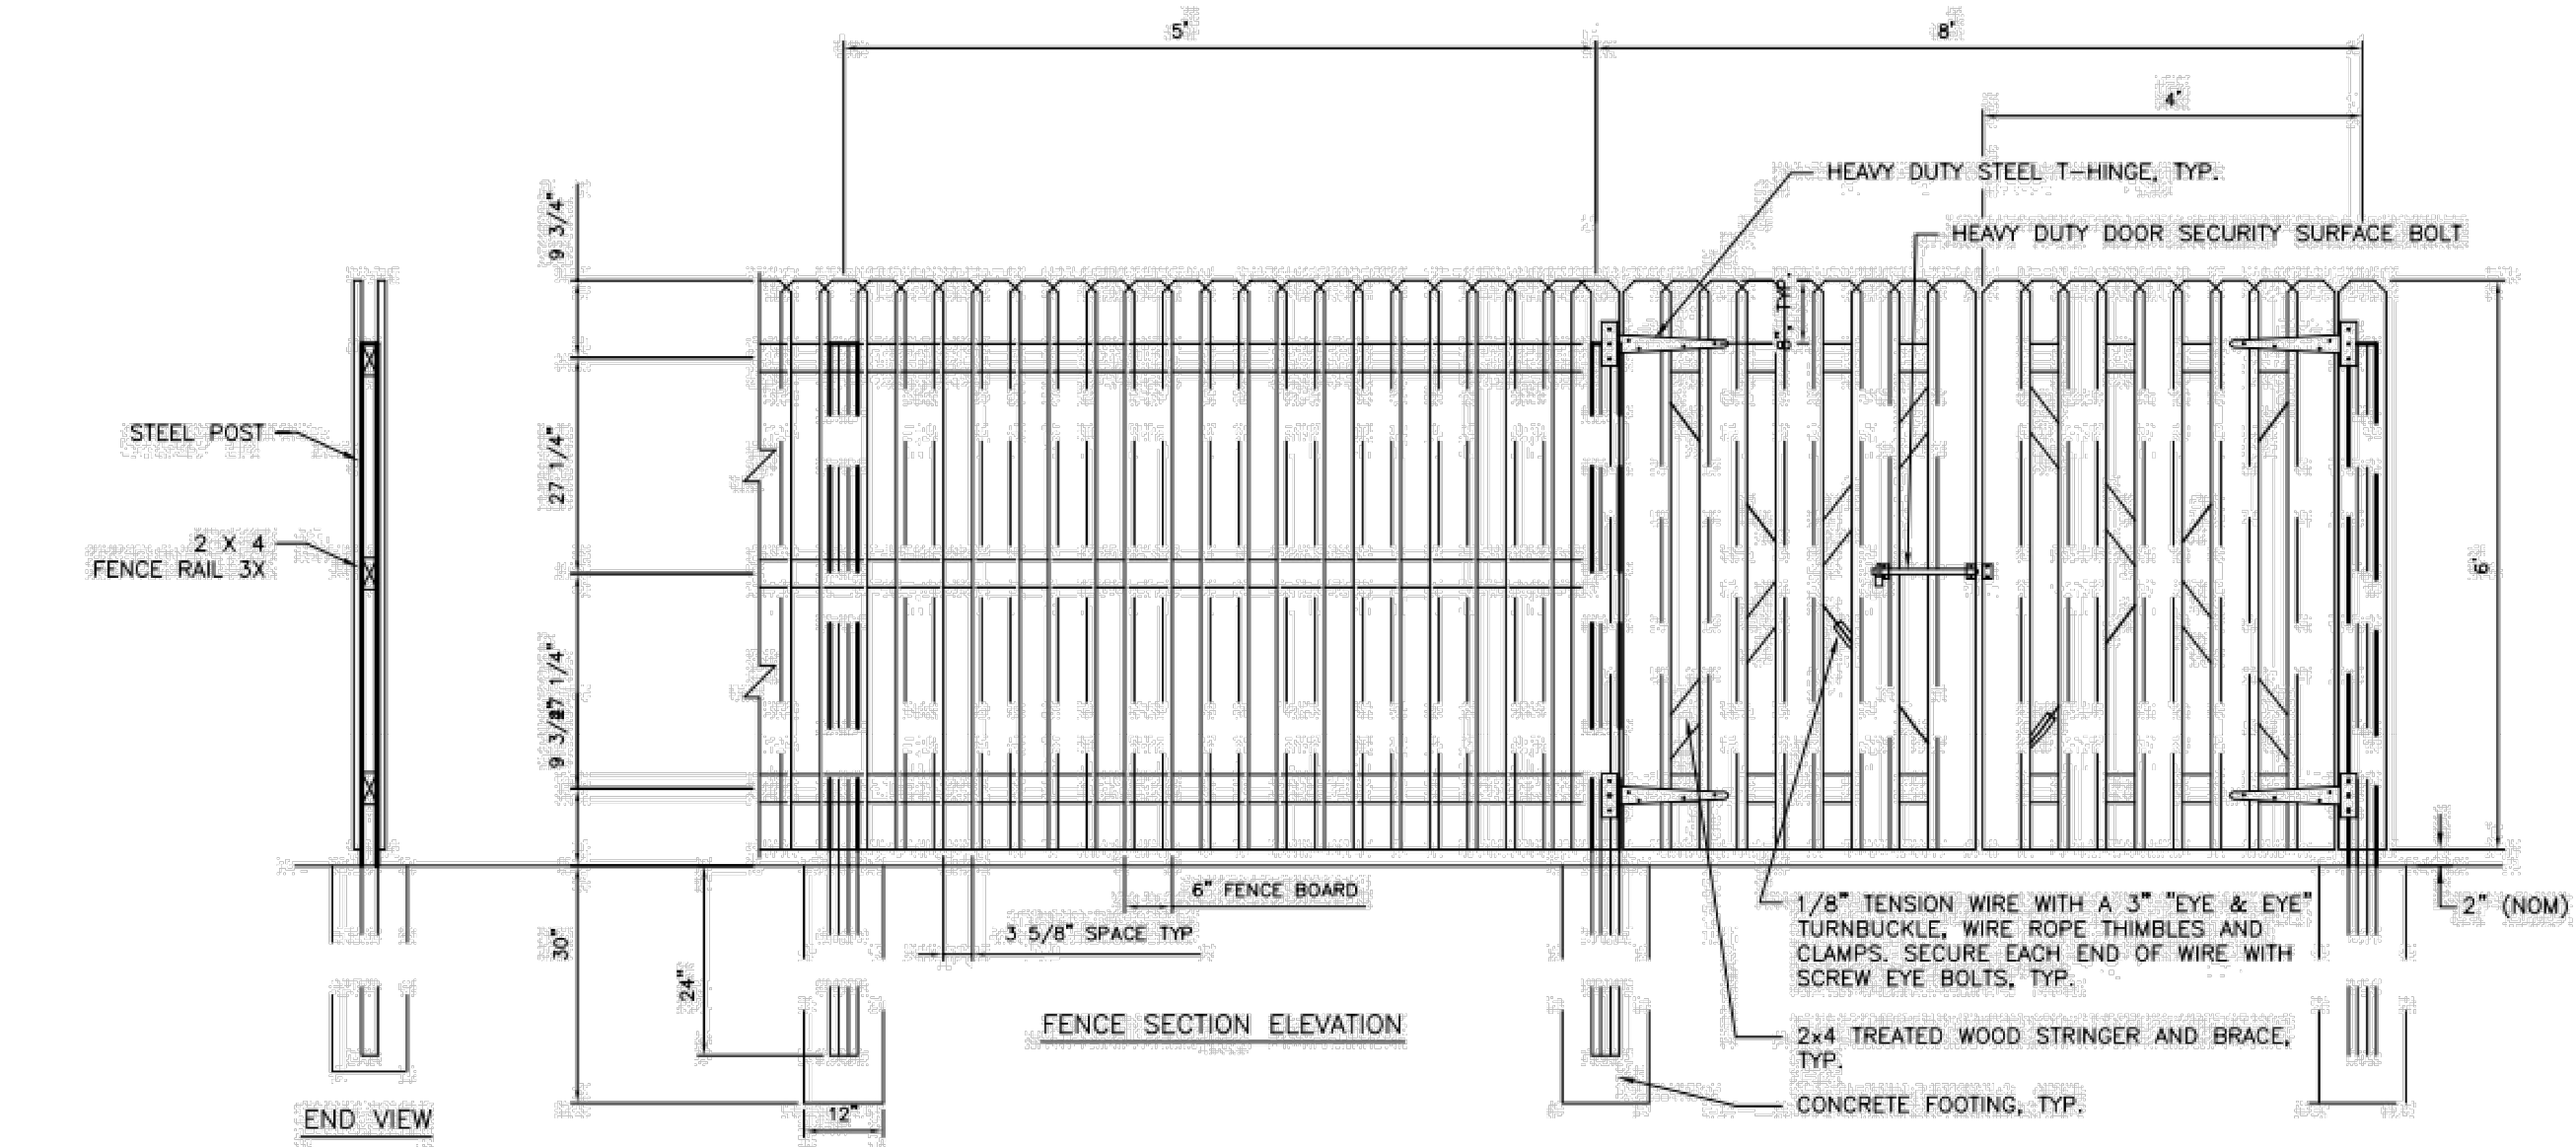 5'
8'
4'
HEAVY DUTY STEEL T-HINGE, TYP.
HEAVY DUTY DOOR SECURITY SURFACE BOLT
9 3/4"
8" TYP.
27 1/4"
STEEL POST
2 X 4
FENCE RAIL 3X
6'
27 1/4"
9 3/4"
6" FENCE BOARD
3 5/8" SPACE TYP
30"
24"
12"
1/8" TENSION WIRE WITH A 3" "EYE & EYE"
TURNBUCKLE, WIRE ROPE THIMBLES AND
CLAMPS. SECURE EACH END OF WIRE WITH
SCREW EYE BOLTS, TYP.
2" (NOM)
2x4 TREATED WOOD STRINGER AND BRACE,
TYP.
CONCRETE FOOTING, TYP.
FENCE SECTION ELEVATION
END VIEW